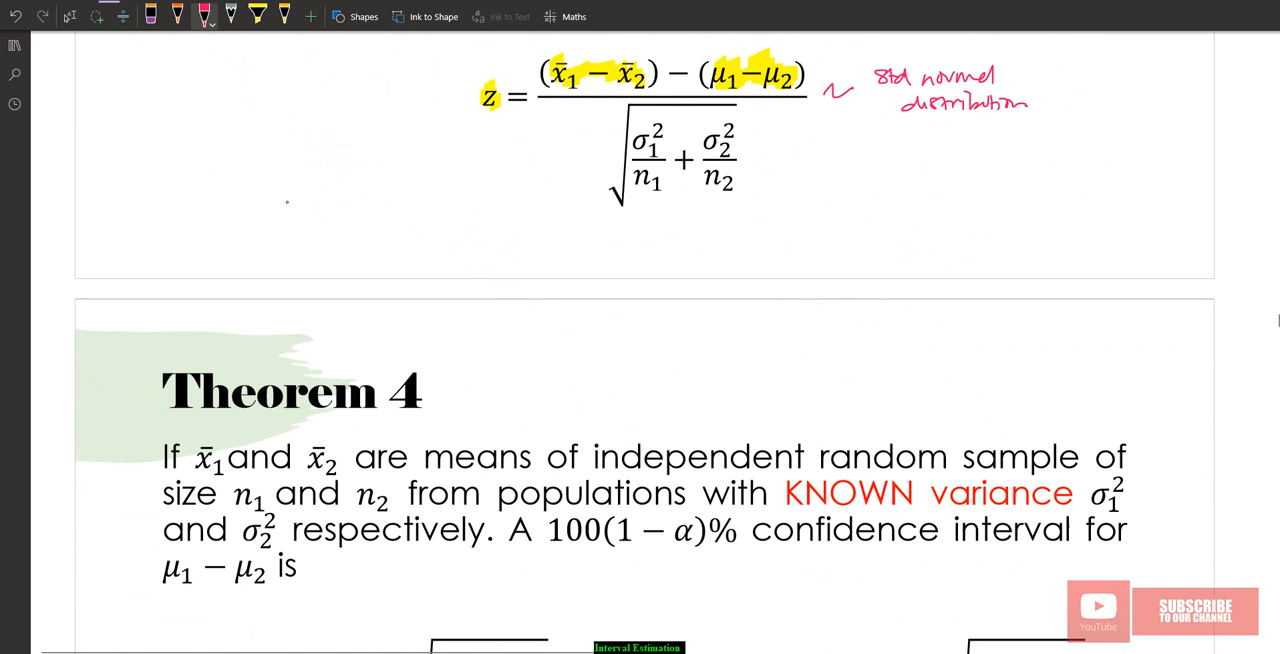 Shapes Ink to Shape Ink to Text Maths
z = (x̄₁ − x̄₂) − (μ₁ − μ₂) / √(σ₁²/n₁ + σ₂²/n₂) ~ std normal
distribution
Theorem 4
If x̄₁ and x̄₂ are means of independent random sample of
size n₁ and n₂ from populations with KNOWN variance σ₁²
and σ₂² respectively. A 100(1 − α)% confidence interval for
μ₁ − μ₂ is
YouTube
SUBSCRIBE
TO OUR CHANNEL
Interval Estimation